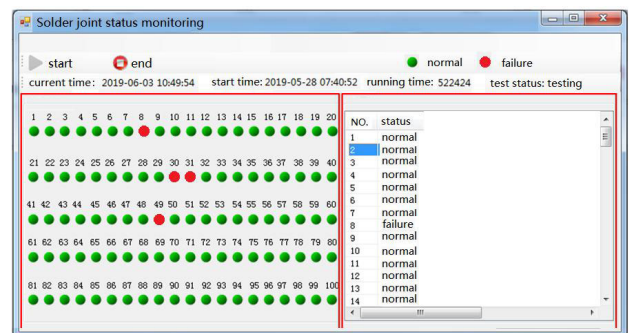 Solder joint status monitoring
start end normal failure
current time: 2019-06-03 10:49:54 start time: 2019-05-28 07:40:52 running time: 522424 test status: testing
1 2 3 4 5 6 7 8 9 10 11 12 13 14 15 16 17 18 19 20
21 22 23 24 25 26 27 28 29 30 31 32 33 34 35 36 37 38 39 40
41 42 43 44 45 46 47 48 49 50 51 52 53 54 55 56 57 58 59 60
61 62 63 64 65 66 67 68 69 70 71 72 73 74 75 76 77 78 79 80
81 82 83 84 85 86 87 88 89 90 91 92 93 94 95 96 97 98 99 100
NO. status
1 normal
2 normal
3 normal
4 normal
5 normal
6 normal
7 normal
8 failure
9 normal
10 normal
11 normal
12 normal
13 normal
14 normal